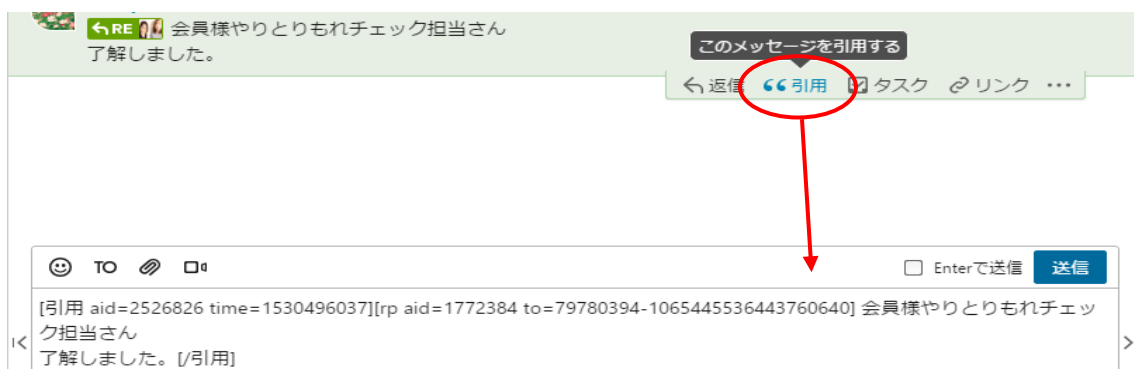 RE 会員様やりとりもれチェック担当さん
了解しました。
このメッセージを引用する
返信 引用 タスク リンク ...
TO Enterで送信 送信
[引用 aid=2526826 time=1530496037][rp aid=1772384 to=79780394-1065445536443760640] 会員様やりとりもれチェッ
ク担当さん
了解しました。[/引用]